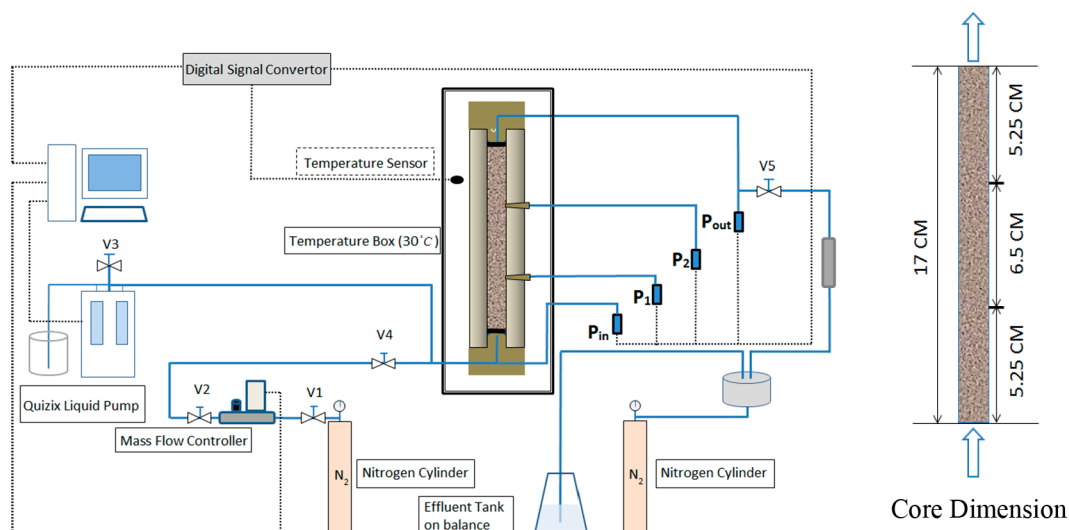 Digital Signal Convertor
Temperature Sensor
Temperature Box (30°C)
V3
V4
V5
Pout
P2
P1
Pin
Quizix Liquid Pump
V2
V1
Mass Flow Controller
N2
Nitrogen Cylinder
Effluent Tank
on balance
N2
Nitrogen Cylinder
17 CM
5.25 CM
6.5 CM
5.25 CM
Core Dimension